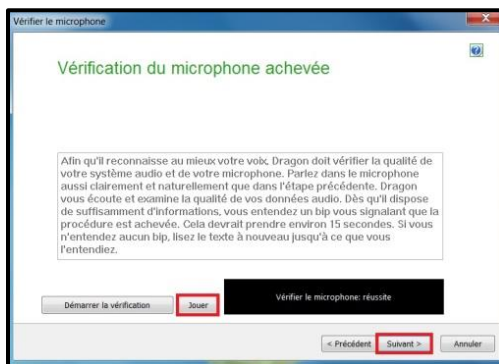 Vérifier le microphone
Vérification du microphone achevée
Afin qu'il reconnaisse au mieux votre voix, Dragon doit vérifier la qualité de
votre système audio et de votre microphone. Parlez dans le microphone
aussi clairement et naturellement que dans l'étape précédente. Dragon
vous écoute et examine la qualité de vos données audio. Dès qu'il dispose
de suffisamment d'informations, vous entendez un bip vous signalant que la
procédure est achevée. Cela devrait prendre environ 15 secondes. Si vous
n'entendez aucun bip, lisez le texte à nouveau jusqu'à ce que vous
l'entendiez.
Démarrer la vérification Jouer Vérifier le microphone: réussite
< Précédent Suivant > Annuler